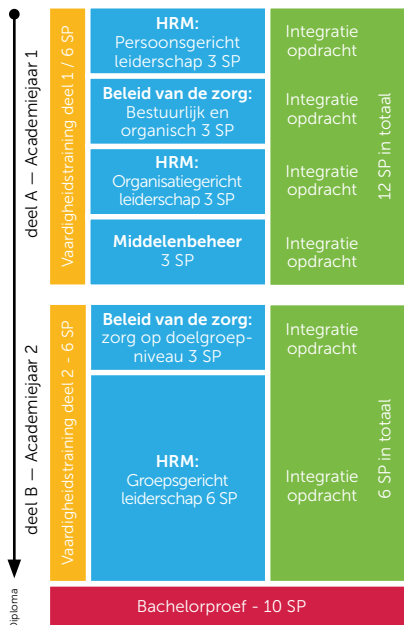 deel A — Academiejaar 1
Vaardigheidstraining deel 1 / 6 SP
HRM:
Persoonsgericht
leiderschap 3 SP
Integratie
opdracht
Beleid van de zorg:
Bestuurlijk en
organisch 3 SP
Integratie
opdracht
HRM:
Organisatiegericht
leiderschap 3 SP
Integratie
opdracht
Middelenbeheer
3 SP
Integratie
opdracht
12 SP in totaal
deel B — Academiejaar 2
Vaardigheidstraining deel 2 - 6 SP
Beleid van de zorg:
zorg op doelgroep-
niveau 3 SP
Integratie
opdracht
HRM:
Groepsgericht
leiderschap 6 SP
Integratie
opdracht
6 SP in totaal
Diploma
Bachelorproef - 10 SP